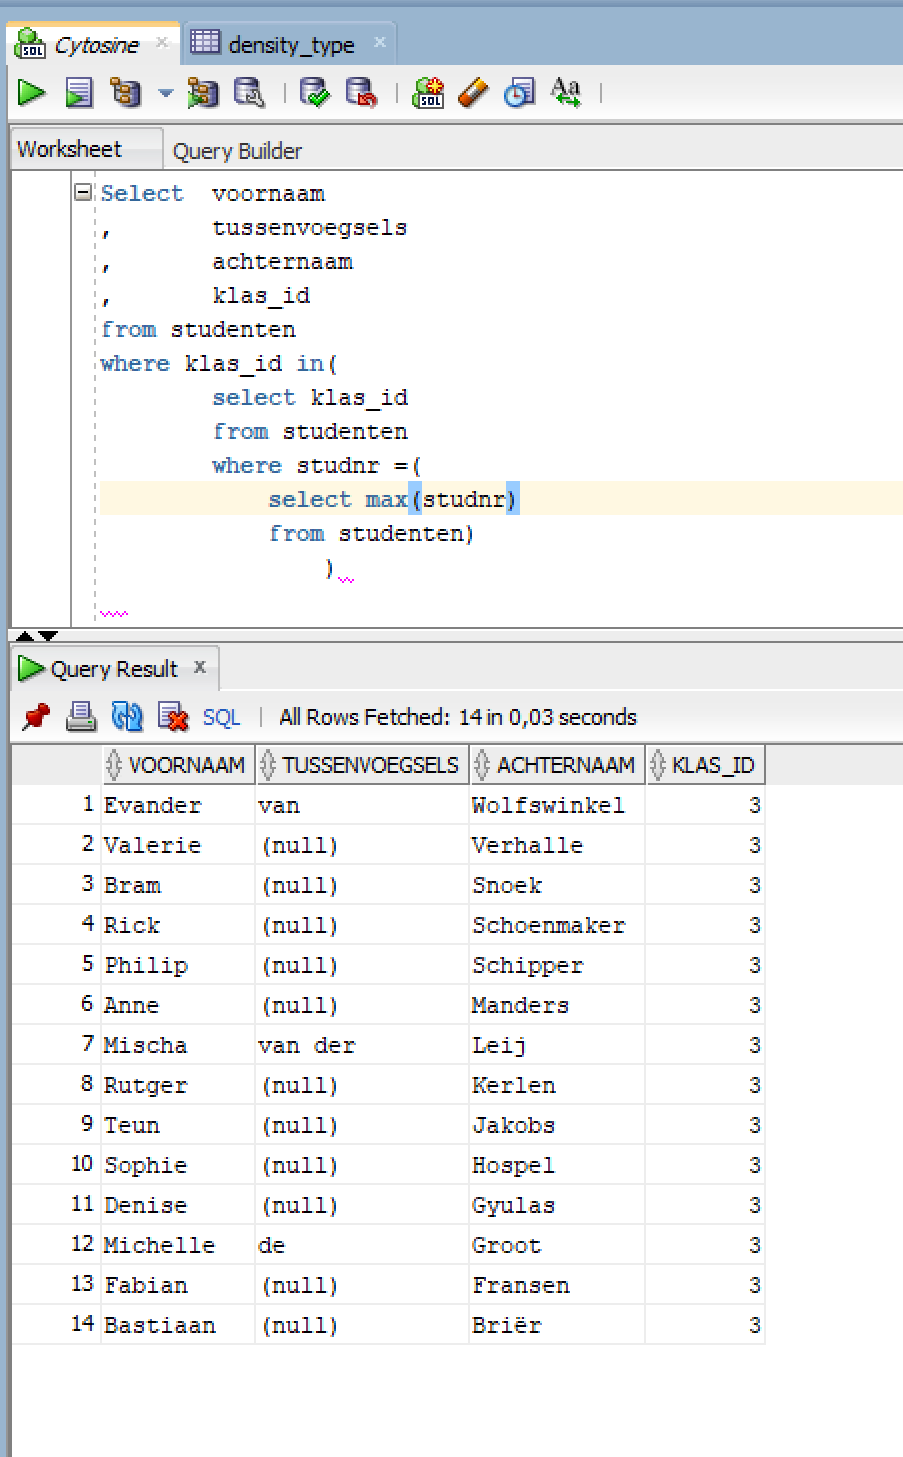 Cytosine density_type
Worksheet Query Builder
Select voornaam
, tussenvoegsels
, achternaam
, klas_id
from studenten
where klas_id in(
select klas_id
from studenten
where studnr =(
select max(studnr)
from studenten)
)
Query Result x
SQL | All Rows Fetched: 14 in 0,03 seconds
VOORNAAM TUSSENVOEGSELS ACHTERNAAM KLAS_ID
1 Evander van Wolfswinkel 3
2 Valerie (null) Verhalle 3
3 Bram (null) Snoek 3
4 Rick (null) Schoenmaker 3
5 Philip (null) Schipper 3
6 Anne (null) Manders 3
7 Mischa van der Leij 3
8 Rutger (null) Kerlen 3
9 Teun (null) Jakobs 3
10 Sophie (null) Hospel 3
11 Denise (null) Gyulas 3
12 Michelle de Groot 3
13 Fabian (null) Fransen 3
14 Bastiaan (null) Briër 3